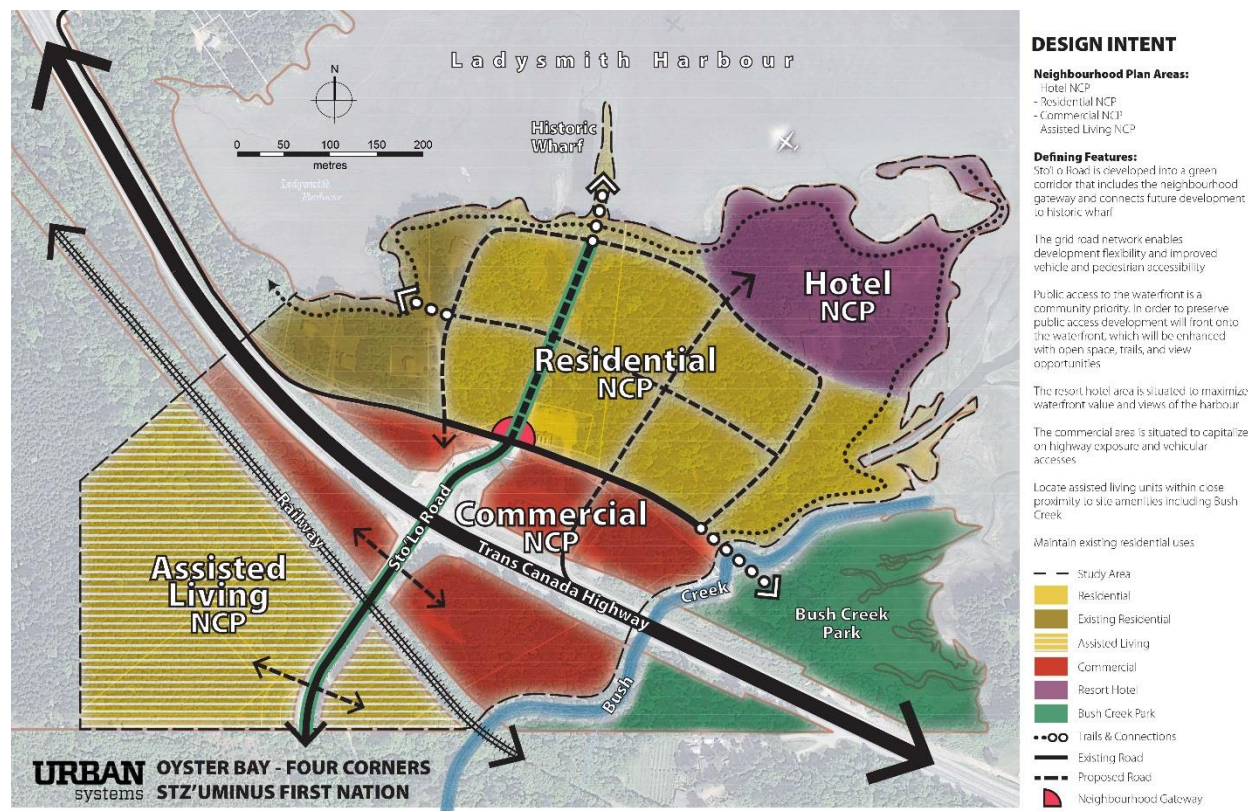 Ladysmith Harbour
N
0 50 100 150 200
metres
Historic
Wharf
Hotel
NCP
Residential
NCP
Commercial
NCP
Assisted
Living
NCP
Sto'Lo Road
Railway
Trans Canada Highway
Bush
Creek
Bush Creek
Park
URBAN
systems
OYSTER BAY - FOUR CORNERS
STZ'UMINUS FIRST NATION
DESIGN INTENT
Neighbourhood Plan Areas:
Hotel NCP
- Residential NCP
- Commercial NCP
Assisted Living NCP
Defining Features:
Sto'Lo Road is developed into a green
corridor that includes the neighbourhood
gateway and connects future development
to historic wharf
The grid road network enables
development flexibility and improved
vehicle and pedestrian accessibility
Public access to the waterfront is a
community priority. In order to preserve
public access development will front onto
the waterfront, which will be enhanced
with open space, trails, and view
opportunities
The resort hotel area is situated to maximize
waterfront value and views of the harbour
The commercial area is situated to capitalize
on highway exposure and vehicular
accesses
Locate assisted living units within close
proximity to site amenities including Bush
Creek
Maintain existing residential uses
Study Area
Residential
Existing Residential
Assisted Living
Commercial
Resort Hotel
Bush Creek Park
Trails & Connections
Existing Road
Proposed Road
Neighbourhood Gateway